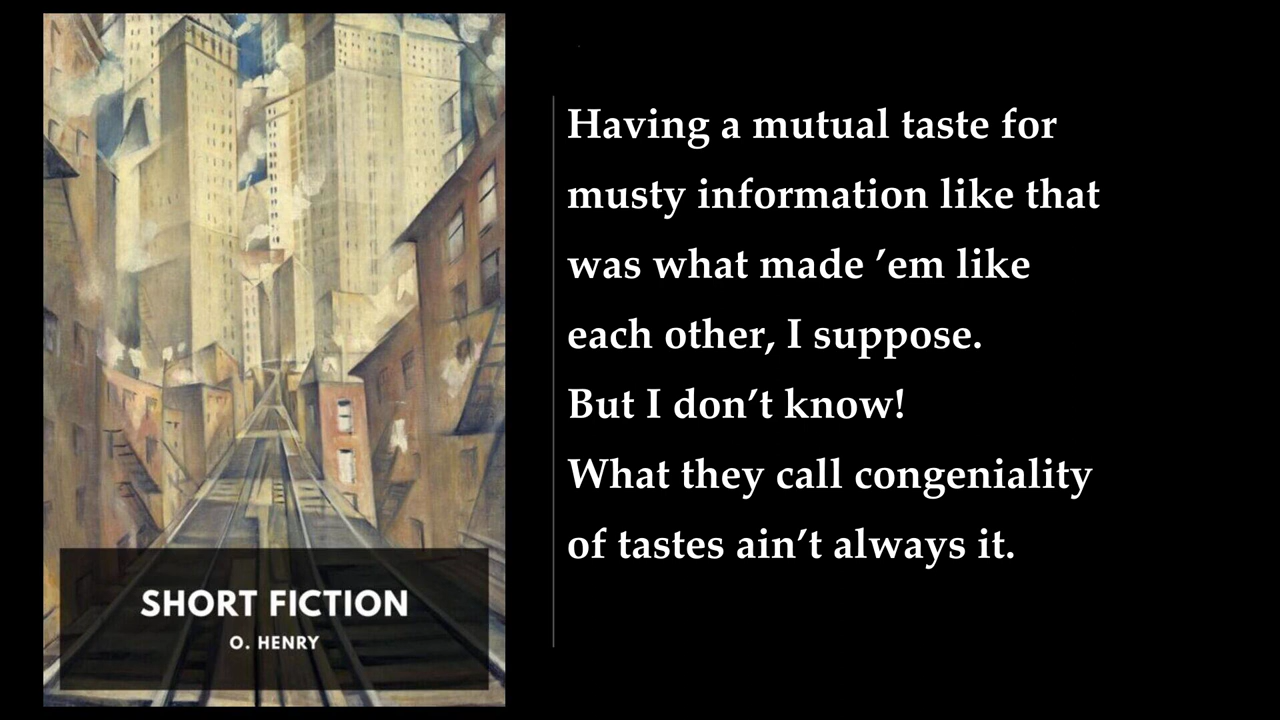 SHORT FICTION
O. HENRY
Having a mutual taste for
musty information like that
was what made ’em like
each other, I suppose.
But I don’t know!
What they call congeniality
of tastes ain’t always it.